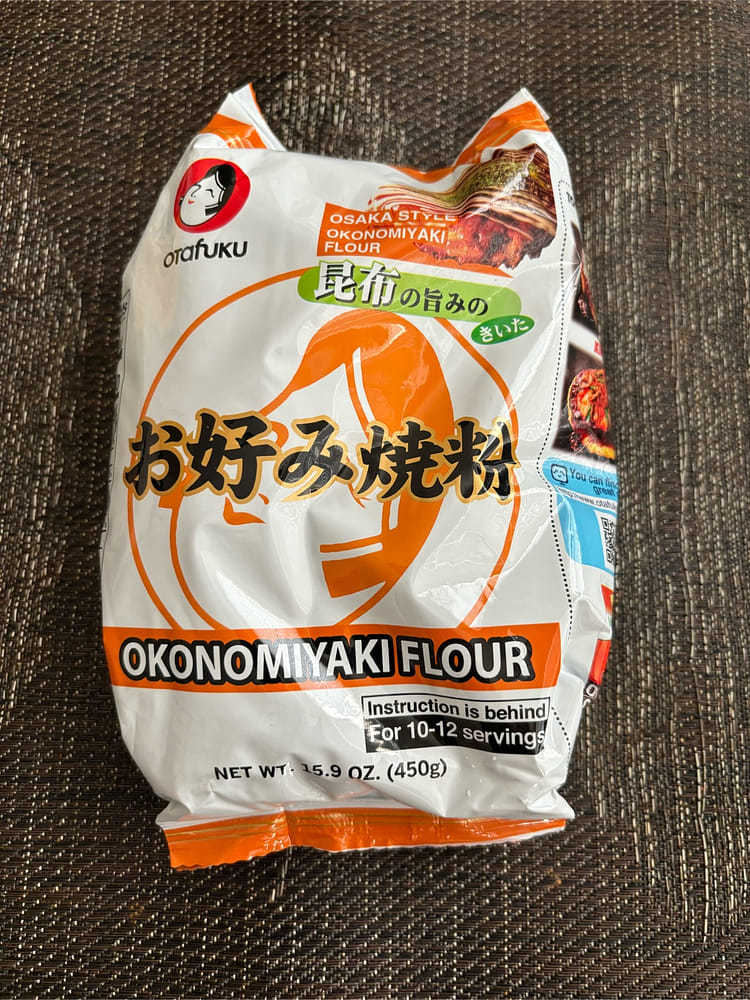 OTaFUKU
OSAKA STYLE
OKONOMIYAKI
FLOUR
昆布の旨みの
きいた
お好み焼粉
OKONOMIYAKI FLOUR
Instruction is behind
For 10-12 servings
NET WT. 15.9 OZ. (450g)
You can
great